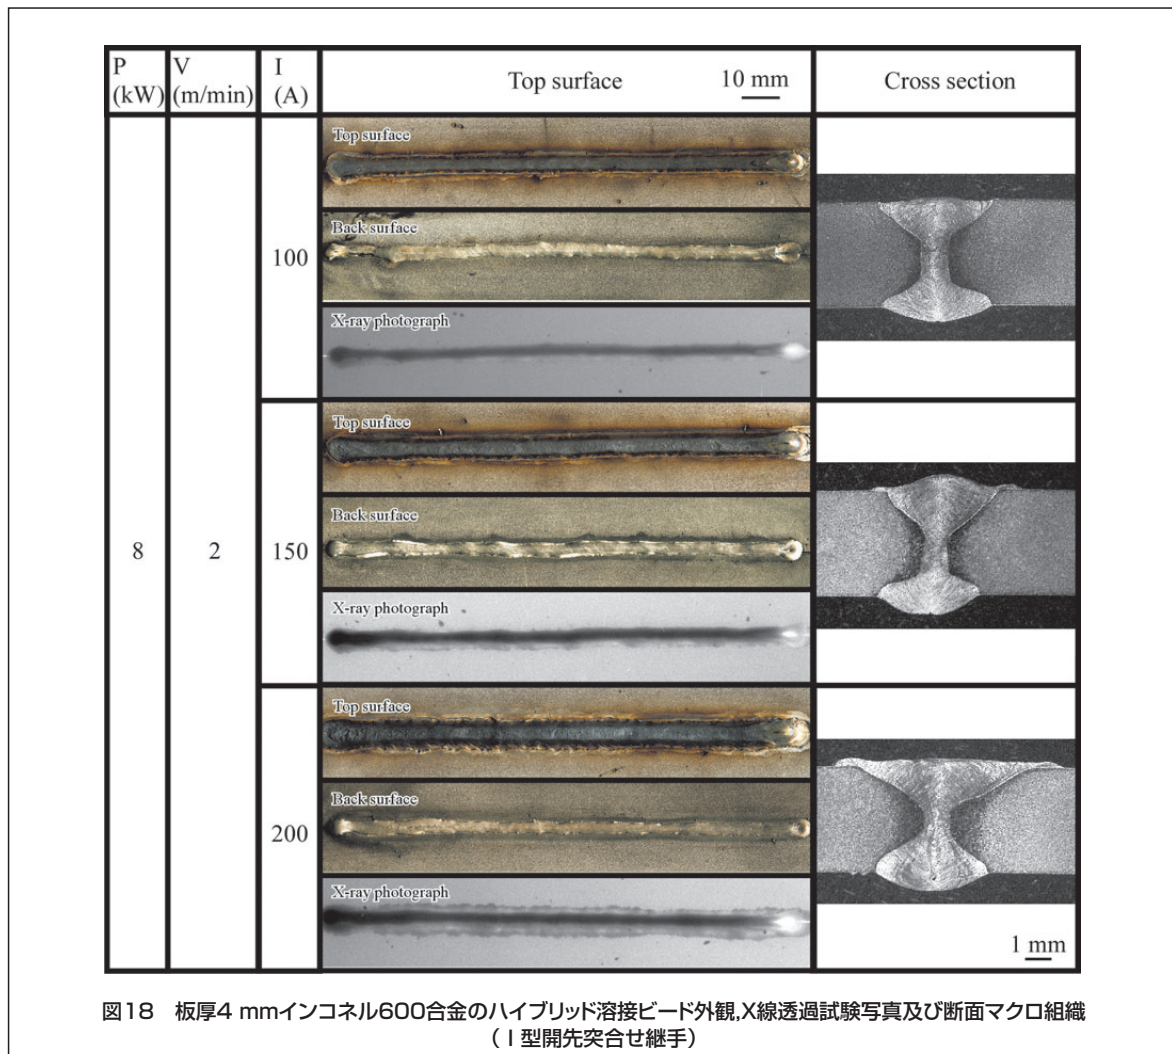 P
(kW)
V
(m/min)
I
(A)
Top surface
10 mm
Cross section
8
2
100
Top surface
Back surface
X-ray photograph
150
Top surface
Back surface
X-ray photograph
200
Top surface
Back surface
X-ray photograph
1 mm
図18 板厚4 mmインコネル600合金のハイブリッド溶接ビード外観,X線透過試験写真及び断面マクロ組織
(I型開先突合せ継手)